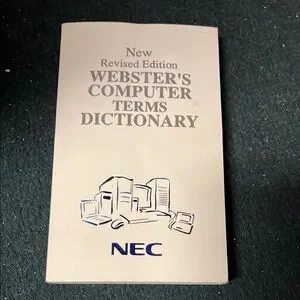 New
Revised Edition
WEBSTER'S
COMPUTER
TERMS
DICTIONARY
NEC